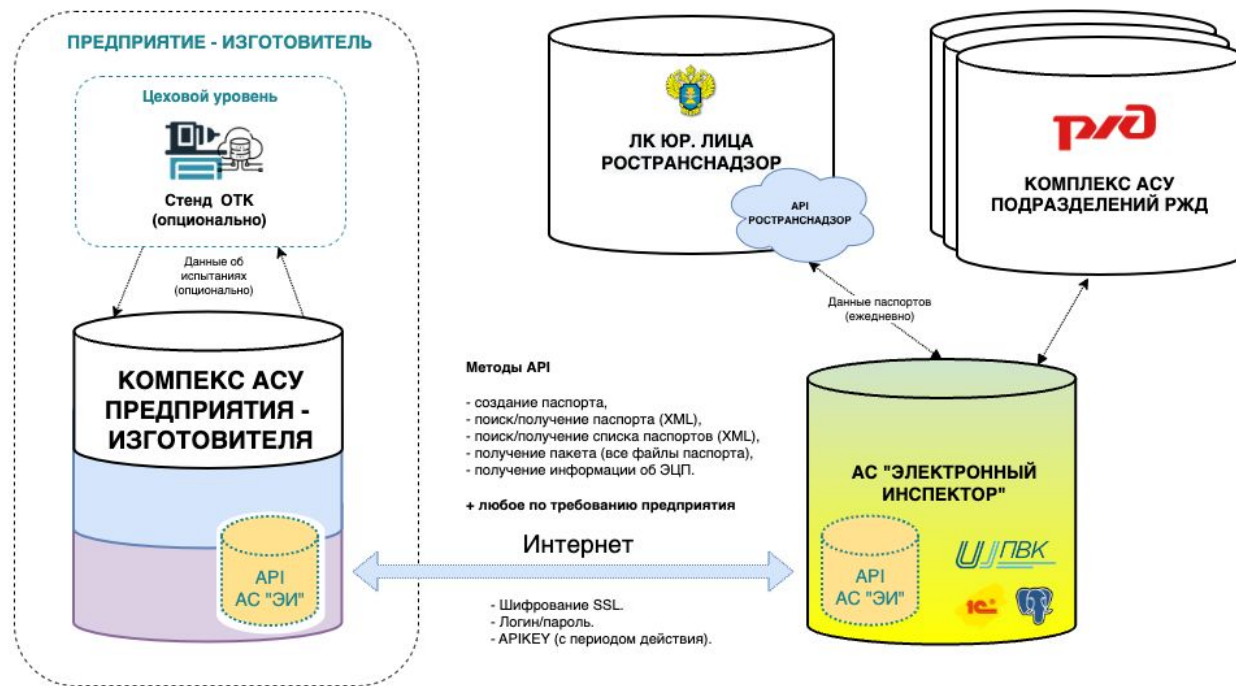 ПРЕДПРИЯТИЕ - ИЗГОТОВИТЕЛЬ
Цеховой уровень
Стенд ОТК
(опционально)
Данные об
испытаниях
(опционально)
КОМПЕКС АСУ
ПРЕДПРИЯТИЯ -
ИЗГОТОВИТЕЛЯ
API
АС "ЭИ"
ЛК ЮР. ЛИЦА
РОСТРАНСНАДЗОР
API
РОСТРАНСНАДЗОР
ржд
КОМПЛЕКС АСУ
ПОДРАЗДЕЛЕНИЙ РЖД
Данные паспортов
(ежедневно)
Методы API
- создание паспорта,
- поиск/получение паспорта (XML),
- поиск/получение списка паспортов (XML),
- получение пакета (все файлы паспорта),
- получение информации об ЭЦП.
+ любое по требованию предприятия
Интернет
- Шифрование SSL.
- Логин/пароль.
- APIKEY (с периодом действия).
АС "ЭЛЕКТРОННЫЙ
ИНСПЕКТОР"
API
АС "ЭИ"
ПВК
1С